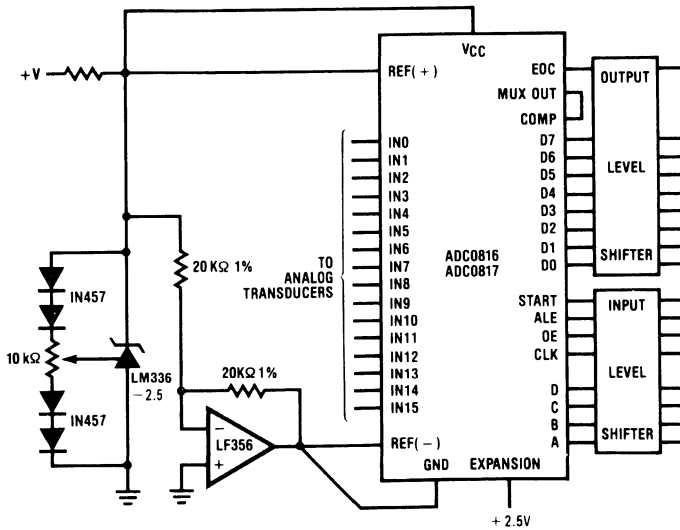 VCC
+V
REF(+)
EOC
OUTPUT
MUX OUT
COMP
D7
D6
D5
D4
D3
D2
D1
D0
LEVEL
SHIFTER
IN0
IN1
IN2
IN3
IN4
IN5
IN6
IN7
IN8
IN9
IN10
IN11
IN12
IN13
IN14
IN15
TO
ANALOG
TRANSDUCERS
ADC0816
ADC0817
20KΩ 1%
IN457
10kΩ
LM336
-2.5
IN457
20KΩ 1%
START
ALE
OE
CLK
D
C
B
A
INPUT
LEVEL
SHIFTER
−
LF356
+
REF(−)
GND
EXPANSION
+ 2.5V